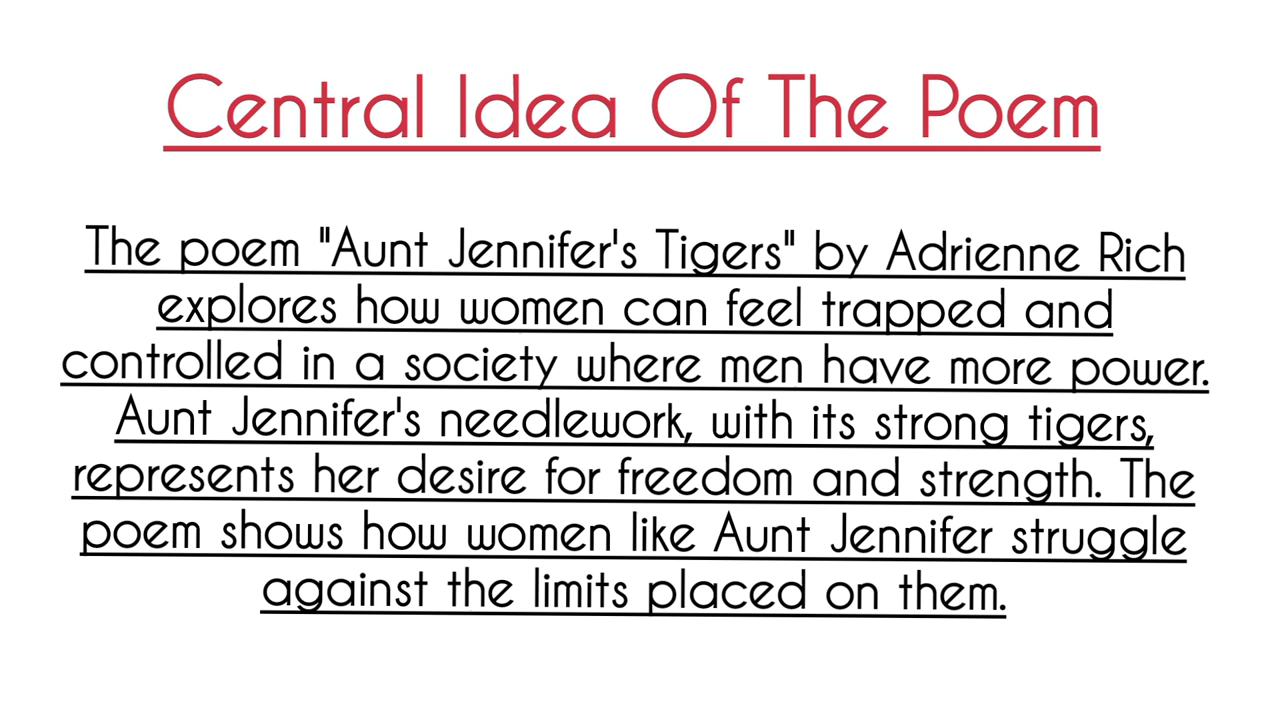 Central Idea Of The Poem
The poem "Aunt Jennifer's Tigers" by Adrienne Rich
explores how women can feel trapped and
controlled in a society where men have more power.
Aunt Jennifer's needlework, with its strong tigers,
represents her desire for freedom and strength. The
poem shows how women like Aunt Jennifer struggle
against the limits placed on them.